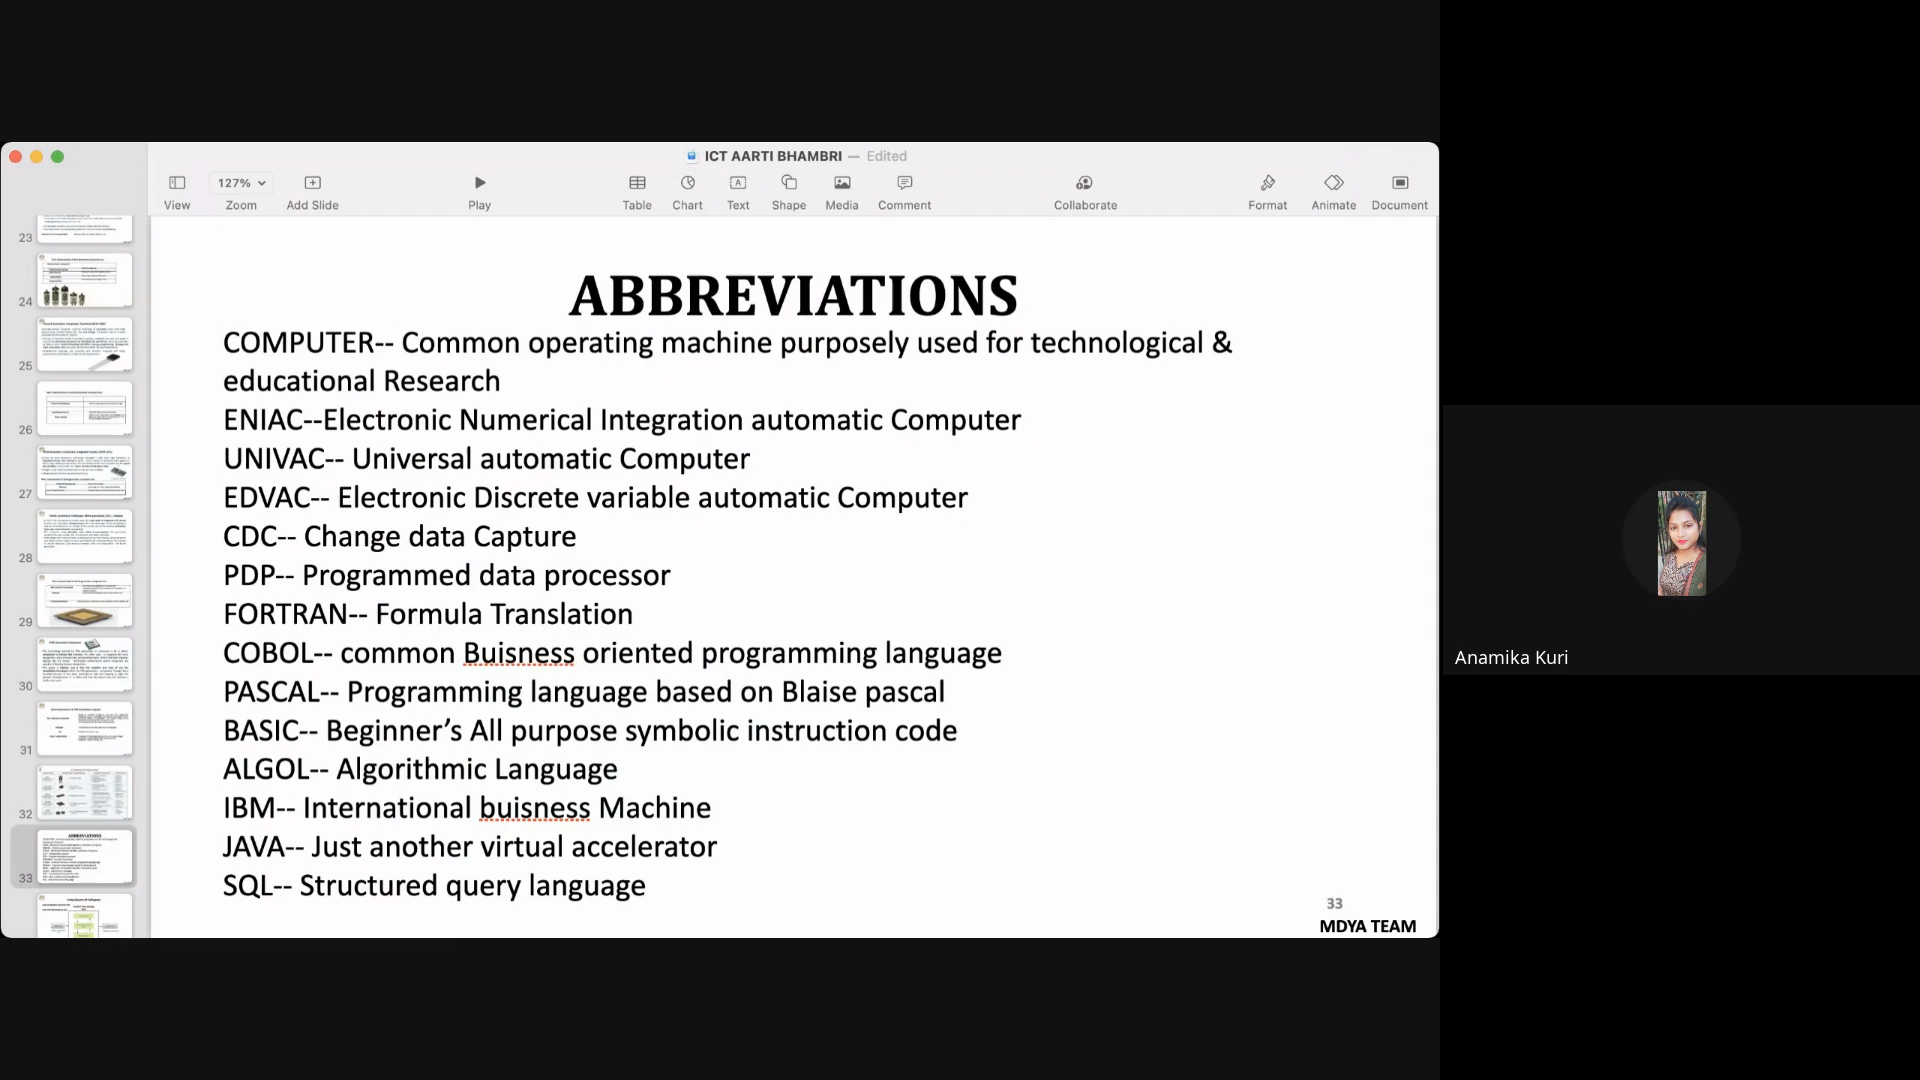 ICT AARTI BHAMBRI — Edited
127%
View Zoom Add Slide Play Table Chart Text Shape Media Comment Collaborate Format Animate Document
23
24
25
26
27
28
29
30
31
32
33
ABBREVIATIONS
COMPUTER-- Common operating machine purposely used for technological &
educational Research
ENIAC--Electronic Numerical Integration automatic Computer
UNIVAC-- Universal automatic Computer
EDVAC-- Electronic Discrete variable automatic Computer
CDC-- Change data Capture
PDP-- Programmed data processor
FORTRAN-- Formula Translation
COBOL-- common Buisness oriented programming language
PASCAL-- Programming language based on Blaise pascal
BASIC-- Beginner’s All purpose symbolic instruction code
ALGOL-- Algorithmic Language
IBM-- International buisness Machine
JAVA-- Just another virtual accelerator
SQL-- Structured query language
33
MDYA TEAM
Anamika Kuri